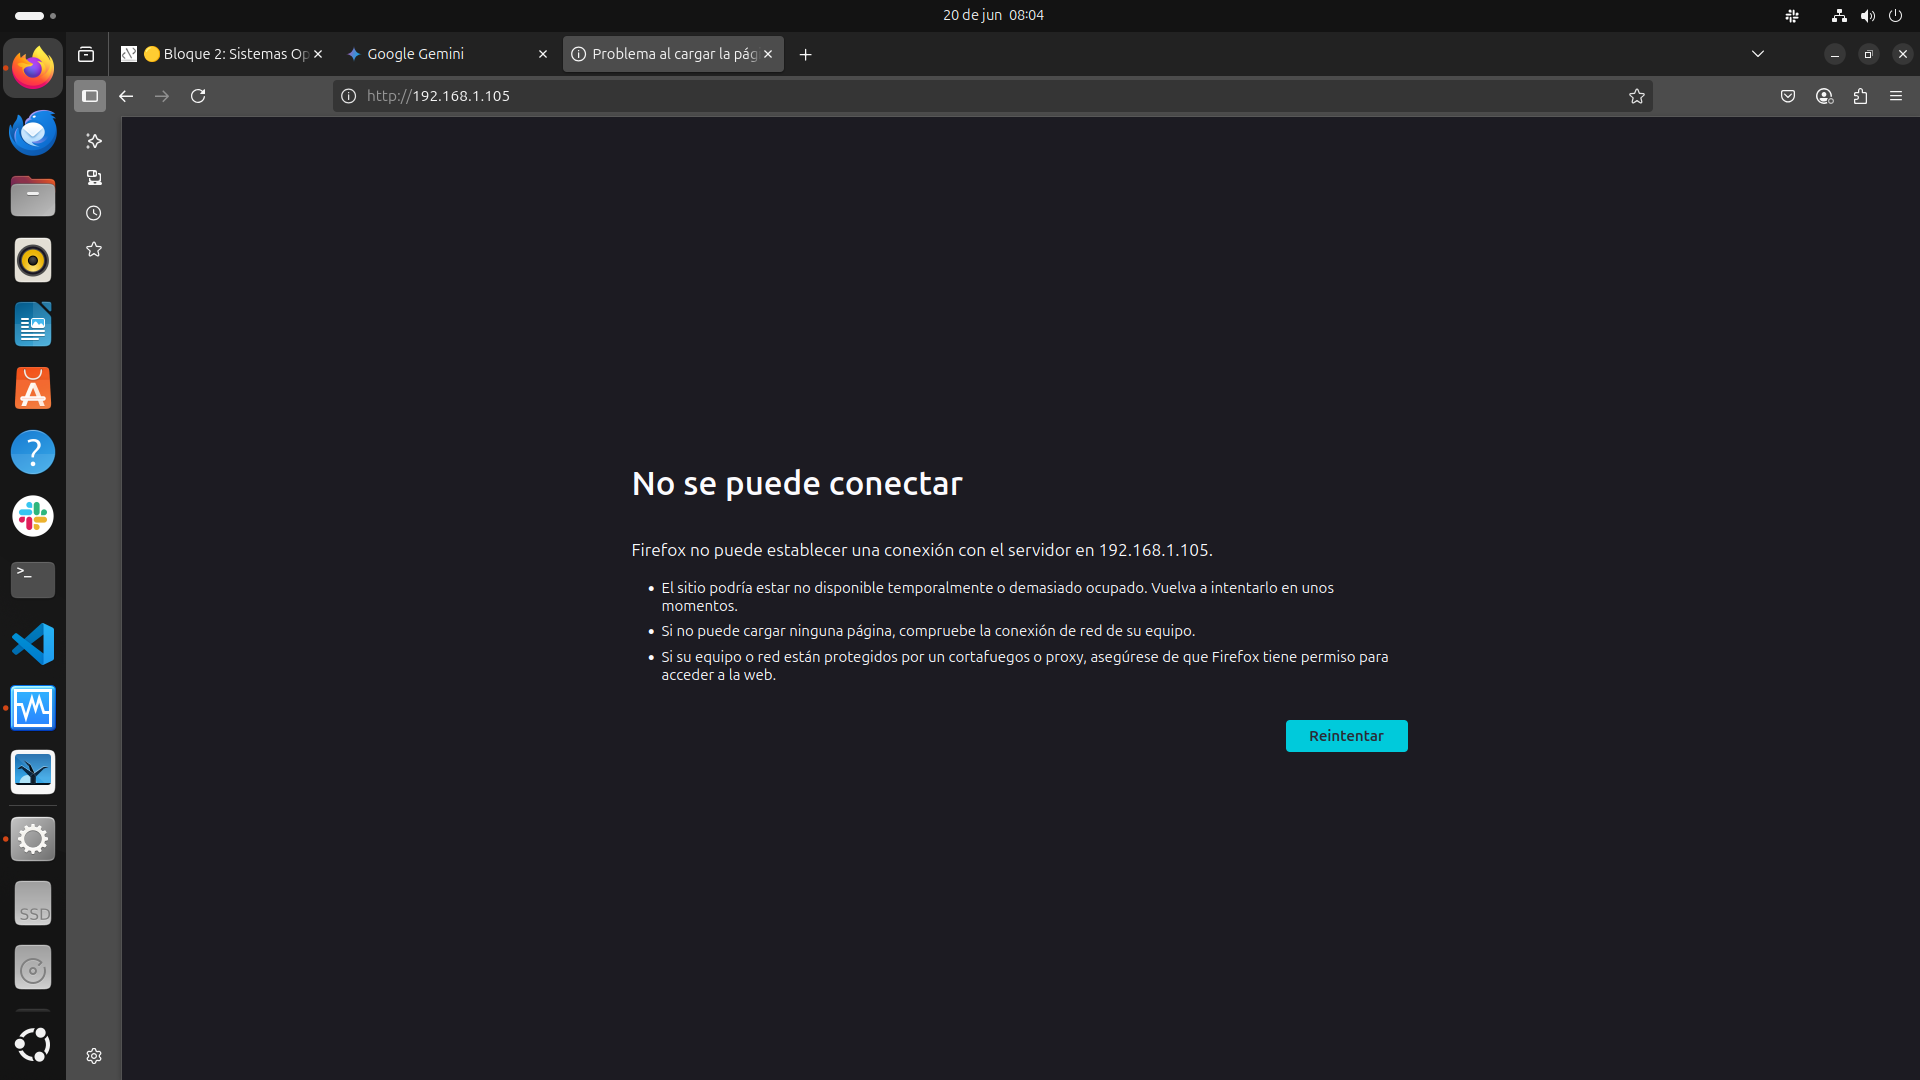 20 de jun 08:04
Bloque 2: Sistemas Op
Google Gemini
Problema al cargar la pág
http://192.168.1.105
No se puede conectar
Firefox no puede establecer una conexión con el servidor en 192.168.1.105.
• El sitio podría estar no disponible temporalmente o demasiado ocupado. Vuelva a intentarlo en unos
momentos.
• Si no puede cargar ninguna página, compruebe la conexión de red de su equipo.
• Si su equipo o red están protegidos por un cortafuegos o proxy, asegúrese de que Firefox tiene permiso para
acceder a la web.
Reintentar
SSD